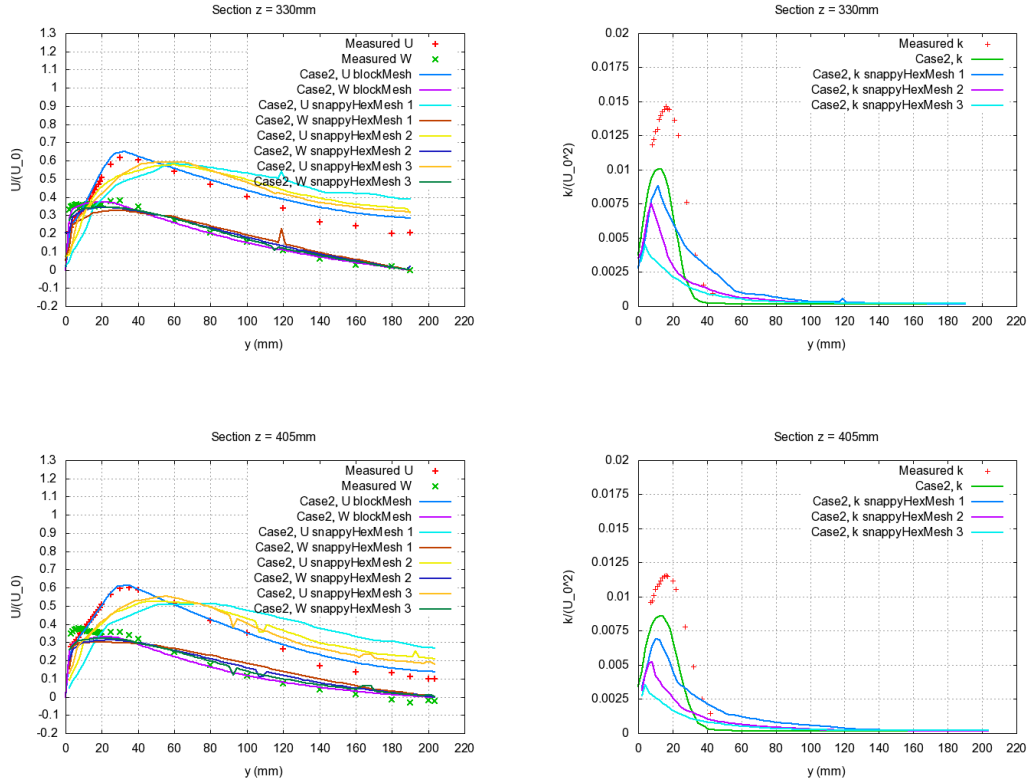 Section z = 330mm
1.3
1.2
1.1
1
0.9
0.8
0.7
0.6
0.5
0.4
0.3
0.2
0.1
0
-0.1
-0.2
U/(U_0)
Measured U
Measured W
Case2, U blockMesh
Case2, W blockMesh
Case2, U snappyHexMesh 1
Case2, W snappyHexMesh 1
Case2, U snappyHexMesh 2
Case2, W snappyHexMesh 2
Case2, U snappyHexMesh 3
Case2, W snappyHexMesh 3
0 20 40 60 80 100 120 140 160 180 200 220
y (mm)
Section z = 330mm
0.02
0.0175
0.015
0.0125
0.01
0.0075
0.005
0.0025
0
k/(U_0^2)
Measured k
Case2, k
Case2, k snappyHexMesh 1
Case2, k snappyHexMesh 2
Case2, k snappyHexMesh 3
0 20 40 60 80 100 120 140 160 180 200 220
y (mm)
Section z = 405mm
1.3
1.2
1.1
1
0.9
0.8
0.7
0.6
0.5
0.4
0.3
0.2
0.1
0
-0.1
-0.2
U/(U_0)
Measured U
Measured W
Case2, U blockMesh
Case2, W blockMesh
Case2, U snappyHexMesh 1
Case2, W snappyHexMesh 1
Case2, U snappyHexMesh 2
Case2, W snappyHexMesh 2
Case2, U snappyHexMesh 3
Case2, W snappyHexMesh 3
0 20 40 60 80 100 120 140 160 180 200 220
y (mm)
Section z = 405mm
0.02
0.0175
0.015
0.0125
0.01
0.0075
0.005
0.0025
0
k/(U_0^2)
Measured k
Case2, k
Case2, k snappyHexMesh 1
Case2, k snappyHexMesh 2
Case2, k snappyHexMesh 3
0 20 40 60 80 100 120 140 160 180 200 220
y (mm)